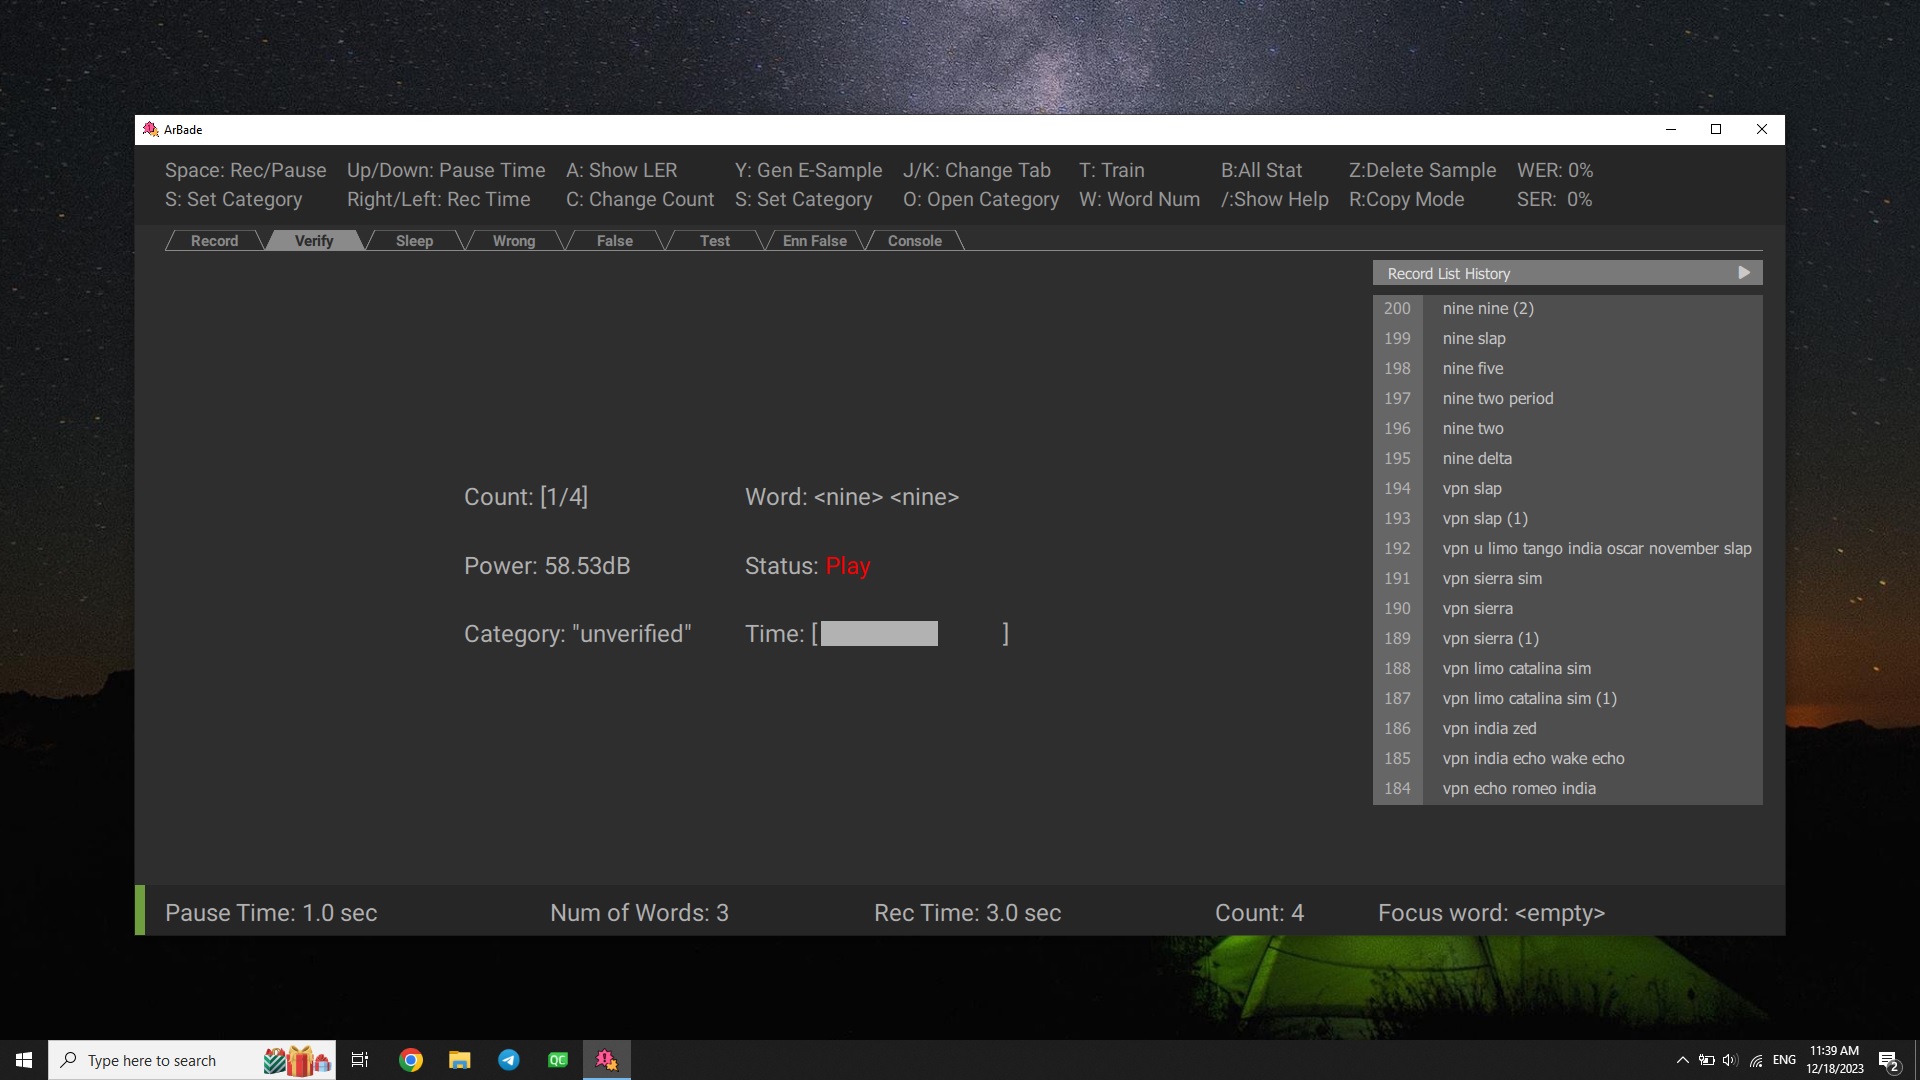 ArBade
Space: Rec/Pause Up/Down: Pause Time A: Show LER Y: Gen E-Sample J/K: Change Tab T: Train B:All Stat Z:Delete Sample WER: 0%
S: Set Category Right/Left: Rec Time C: Change Count S: Set Category O: Open Category W: Word Num /:Show Help R:Copy Mode SER: 0%
Record Verify Sleep Wrong False Test Enn False Console
Record List History
200 nine nine (2)
199 nine slap
198 nine five
197 nine two period
196 nine two
195 nine delta
194 vpn slap
193 vpn slap (1)
192 vpn u limo tango india oscar november slap
191 vpn sierra sim
190 vpn sierra
189 vpn sierra (1)
188 vpn limo catalina sim
187 vpn limo catalina sim (1)
186 vpn india zed
185 vpn india echo wake echo
184 vpn echo romeo india
Count: [1/4] Word: <nine> <nine>
Power: 58.53dB Status: Play
Category: "unverified" Time: [ ]
Pause Time: 1.0 sec Num of Words: 3 Rec Time: 3.0 sec Count: 4 Focus word: <empty>
Type here to search
QC
ENG
11:39 AM
12/18/2023
2